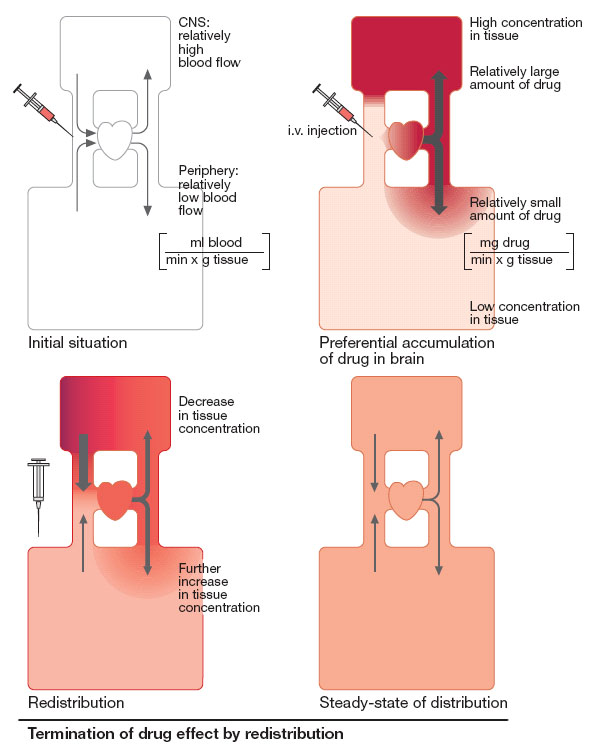 CNS:
relatively
high
blood flow
Periphery:
relatively
low blood
flow
ml blood
min x g tissue
Initial situation
High concentration
in tissue
Relatively large
amount of drug
i.v. injection
Relatively small
amount of drug
mg drug
min x g tissue
Low concentration
in tissue
Preferential accumulation
of drug in brain
Decrease
in tissue
concentration
Further
increase
in tissue
concentration
Redistribution
Steady-state of distribution
Termination of drug effect by redistribution